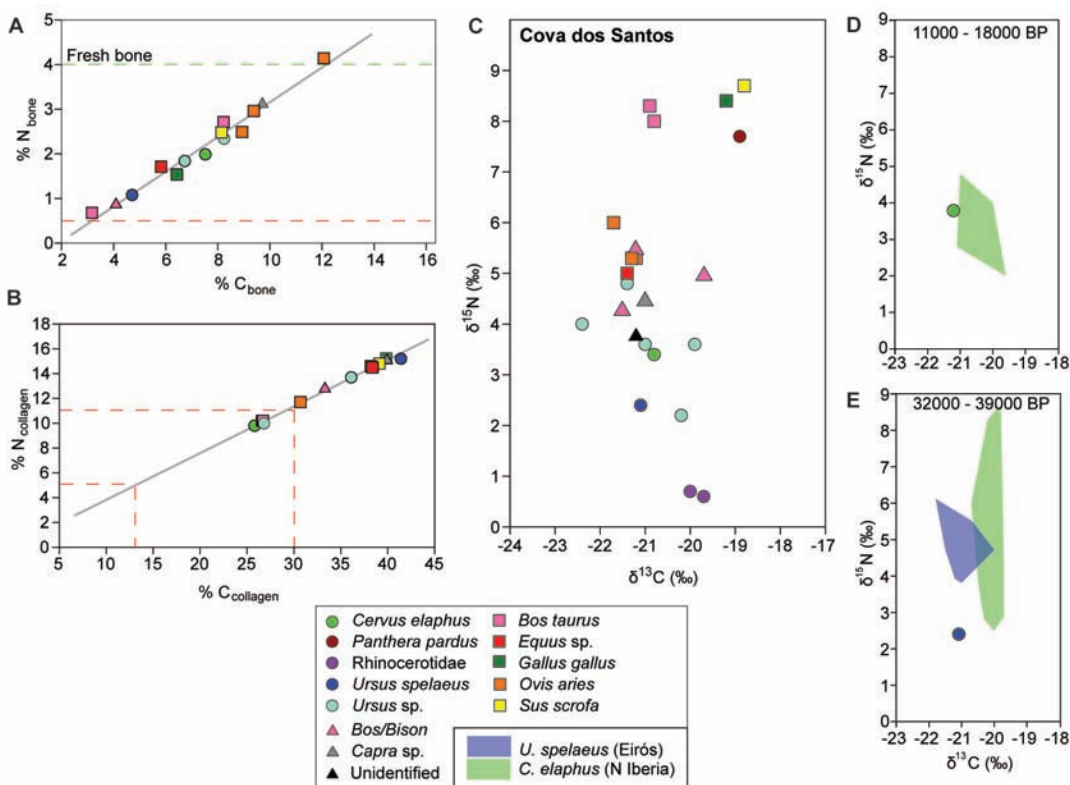 A
5
4
3
2
1
0
Fresh bone
% N bone
2 4 6 8 10 12 14 16
% C bone
B
18
16
14
12
10
8
6
4
2
0
% N collagen
5 15 25 35 45
% C collagen
C
Cova dos Santos
9
8
7
6
5
4
3
2
1
0
δ15N (‰)
-24 -23 -22 -21 -20 -19 -18 -17
δ13C (‰)
D
11000 - 18000 BP
9
8
7
6
5
4
3
2
1
0
δ15N (‰)
-23 -22 -21 -20 -19 -18
E
32000 - 39000 BP
9
8
7
6
5
4
3
2
1
0
δ15N (‰)
-23 -22 -21 -20 -19 -18
δ13C (‰)
Cervus elaphus
Panthera pardus
Rhinocerotidae
Ursus spelaeus
Ursus sp.
Bos/Bison
Capra sp.
Unidentified
Bos taurus
Equus sp.
Gallus gallus
Ovis aries
Sus scrofa
U. spelaeus (Eirós)
C. elaphus (N Iberia)